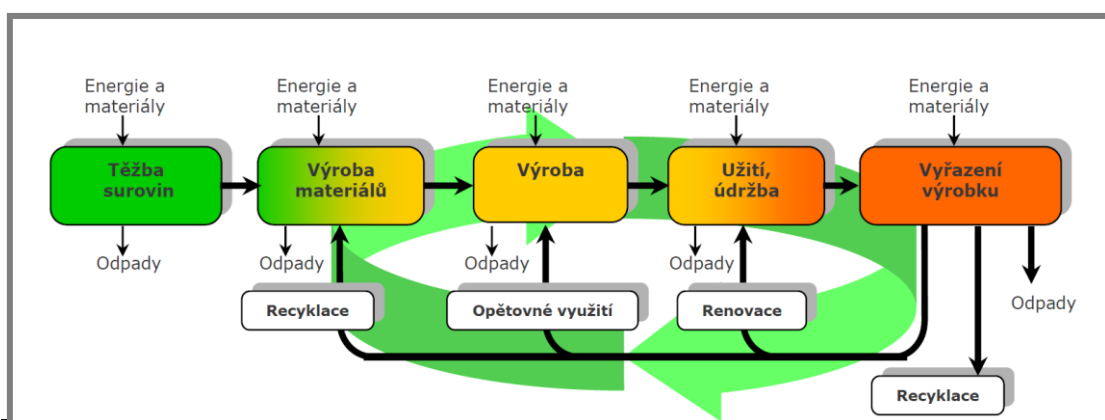 Energie a
materiály
Energie a
materiály
Energie a
materiály
Energie a
materiály
Energie a
materiály
Těžba
surovin
Výroba
materiálů
Výroba
Užití,
údržba
Vyřazení
výrobku
Odpady
Odpady
Odpady
Odpady
Odpady
Recyklace
Opětovné využití
Renovace
Recyklace